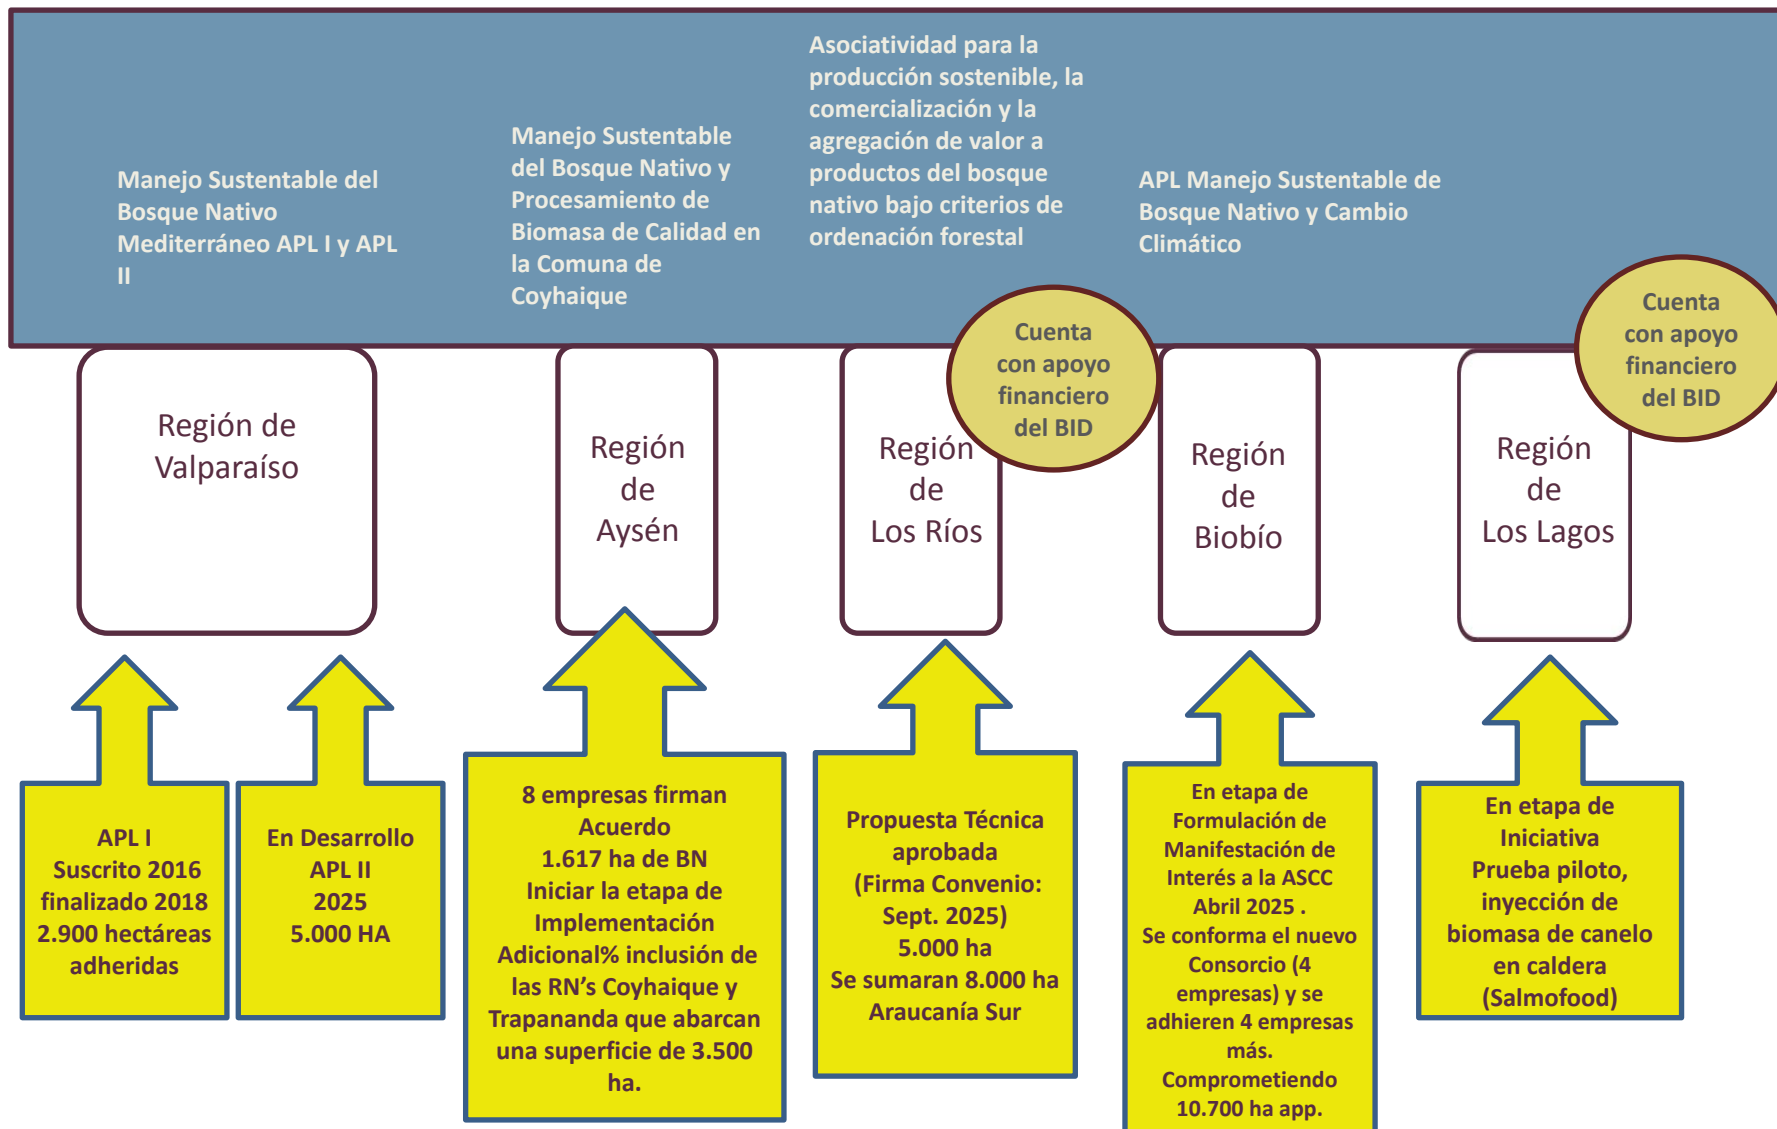 Manejo Sustentable del
Bosque Nativo
Mediterráneo APL I y APL
II
Manejo Sustentable
del Bosque Nativo y
Procesamiento de
Biomasa de Calidad en
la Comuna de
Coyhaique
Asociatividad para la
producción sostenible, la
comercialización y la
agregación de valor a
productos del bosque
nativo bajo criterios de
ordenación forestal
APL Manejo Sustentable de
Bosque Nativo y Cambio
Climático
Cuenta
con apoyo
financiero
del BID
Cuenta
con apoyo
financiero
del BID
Región de
Valparaíso
Región
de
Aysén
Región
de
Los Ríos
Región
de
Biobío
Región
de
Los Lagos
APL I
Suscrito 2016
finalizado 2018
2.900 hectáreas
adheridas
En Desarrollo
APL II
2025
5.000 HA
8 empresas firman
Acuerdo
1.617 ha de BN
Iniciar la etapa de
Implementación
Adicional% inclusión de
las RN’s Coyhaique y
Trapananda que abarcan
una superficie de 3.500
ha.
Propuesta Técnica
aprobada
(Firma Convenio:
Sept. 2025)
5.000 ha
Se sumaran 8.000 ha
Araucanía Sur
En etapa de
Formulación de
Manifestación de
Interés a la ASCC
Abril 2025 .
Se conforma el nuevo
Consorcio (4
empresas) y se
adhieren 4 empresas
más.
Comprometiendo
10.700 ha app.
En etapa de
Iniciativa
Prueba piloto,
inyección de
biomasa de canelo
en caldera
(Salmofood)